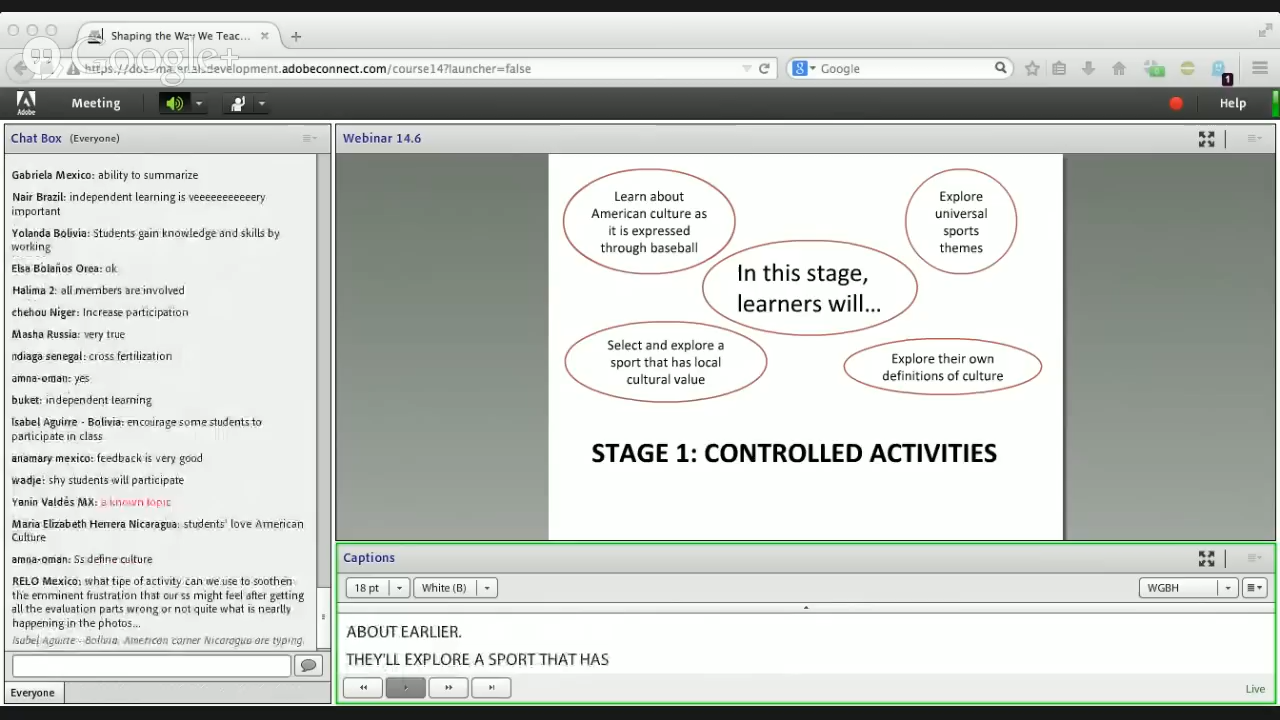 Shaping the Way We Teac...
Google+
materialsdevelopment.adobeconnect.com/course14?launcher=false
Google
1
Adobe
Meeting
Help
Chat Box (Everyone)
Gabriela Mexico: ability to summarize
Nair Brazil: independent learning is veeeeeeeeeery
important
Yolanda Bolivia: Students gain knowledge and skills by
working
Elsa Bolaños Orea: ok
Halima 2: all members are involved
chehou Niger: Increase participation
Masha Russia: very true
ndiaga senegal: cross fertilization
amna-oman: yes
buket: independent learning
Isabel Aguirre - Bolivia: encourage some students to
participate in class
anamary mexico: feedback is very good
wadje: shy students will participate
Yanin Valdés MX: a known topic
Maria Elizabeth Herrera Nicaragua: students' love American
Culture
amna-oman: Ss define culture
RELO Mexico: what tipe of activity can we use to soothen
the emminent frustration that our ss might feel after getting
all the evaluation parts wrong or not quite what is nearlly
happening in the photos...
Isabel Aguirre - Bolivia, American corner Nicaragua are typing.
Everyone
Webinar 14.6
Learn about
American culture as
it is expressed
through baseball
Explore
universal
sports
themes
In this stage,
learners will...
Select and explore a
sport that has local
cultural value
Explore their own
definitions of culture
STAGE 1: CONTROLLED ACTIVITIES
Captions
18 pt
White (B)
WGBH
ABOUT EARLIER.
THEY'LL EXPLORE A SPORT THAT HAS
Live